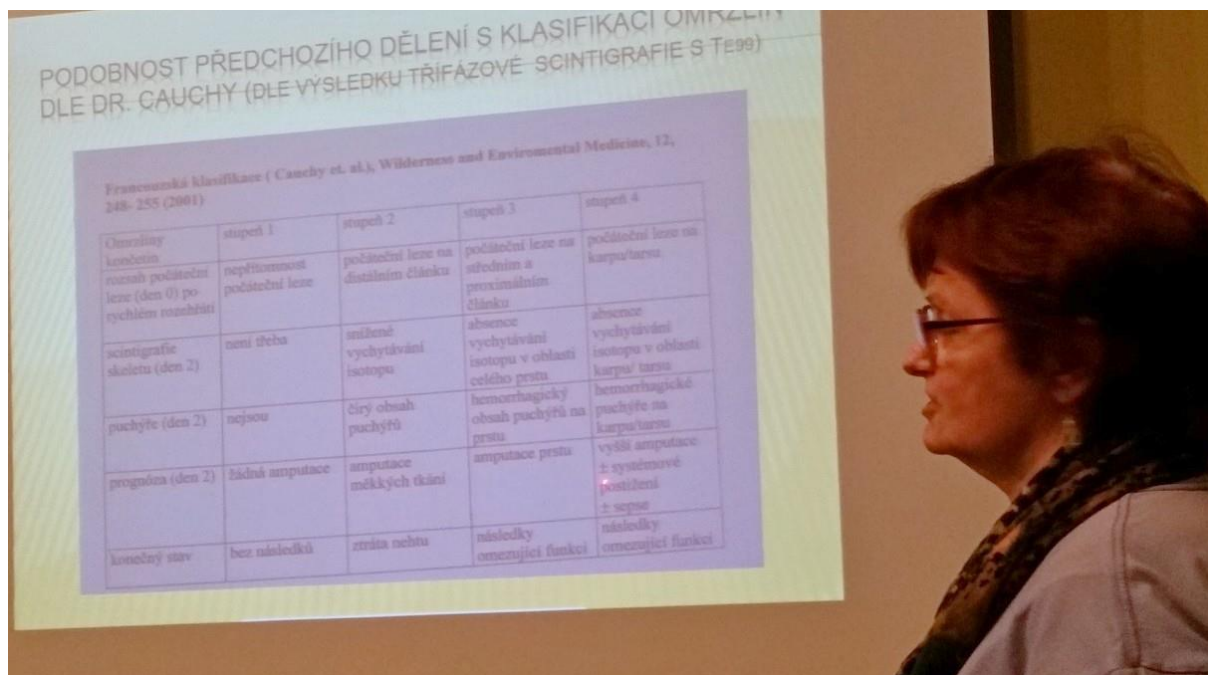 PODOBNOST PŘEDCHOZÍHO DĚLENÍ S KLASIFIKACÍ OMRZLIN
DLE DR. CAUCHY (DLE VÝSLEDKU TŘÍFÁZOVÉ SCINTIGRAFIE S TE99)
Francouzská klasifikace ( Cauchy et. al.), Wilderness and Enviromental Medicine, 12,
248- 255 (2001)
Omrzliny
končetin
stupeň 1
stupeň 2
stupeň 3
stupeň 4
rozsah počáteční
leze (den 0) po
rychlém rozehřátí
nepřítomnost
počáteční leze
počáteční leze na
distálním článku
počáteční leze na
středním a
proximálním
článku
počáteční leze na
karpu/tarsu
scintigrafie
skeletu (den 2)
není třeba
snížené
vychytávání
isotopu
absence
vychytávání
isotopu v oblasti
celého prstu
absence
vychytávání
isotopu v oblasti
karpu/ tarsu
puchýře (den 2)
nejsou
čirý obsah
puchýřů
hemorrhagický
obsah puchýřů na
prstu
hemorrhagické
puchýře na
karpu/tarsu
prognóza (den 2)
žádná amputace
amputace
měkkých tkání
amputace prstu
vyšší amputace
± systémové
postižení
± sepse
konečný stav
bez následků
ztráta nehtu
následky
omezující funkci
následky
omezující funkci